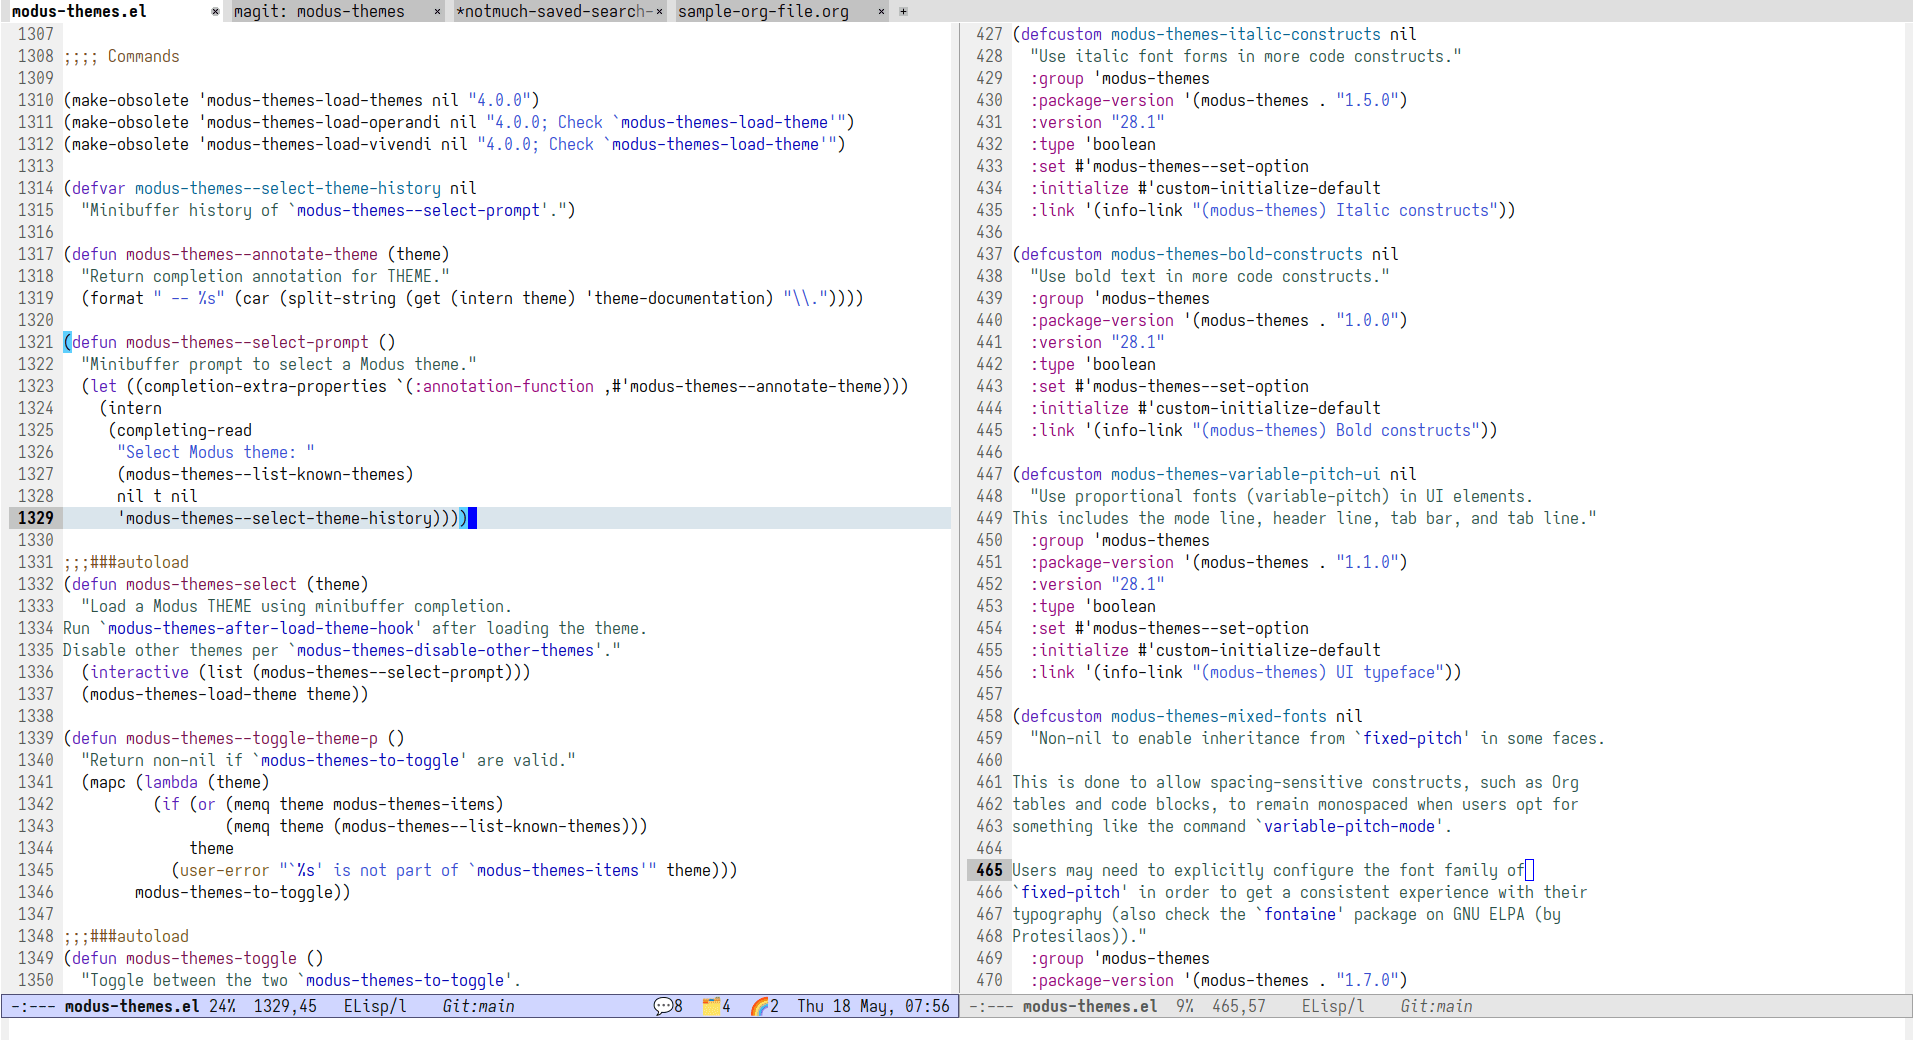 modus-themes.el × magit: modus-themes × *notmuch-saved-search- × sample-org-file.org × +
1307
1308 ;;;; Commands
1309
1310 (make-obsolete 'modus-themes-load-themes nil "4.0.0")
1311 (make-obsolete 'modus-themes-load-operandi nil "4.0.0; Check `modus-themes-load-theme'")
1312 (make-obsolete 'modus-themes-load-vivendi nil "4.0.0; Check `modus-themes-load-theme'")
1313
1314 (defvar modus-themes--select-theme-history nil
1315   "Minibuffer history of `modus-themes--select-prompt'.")
1316
1317 (defun modus-themes--annotate-theme (theme)
1318   "Return completion annotation for THEME."
1319   (format " -- %s" (car (split-string (get (intern theme) 'theme-documentation) "\\."))))
1320
1321 (defun modus-themes--select-prompt ()
1322   "Minibuffer prompt to select a Modus theme."
1323   (let ((completion-extra-properties `(:annotation-function ,#'modus-themes--annotate-theme)))
1324     (intern
1325      (completing-read
1326       "Select Modus theme: "
1327       (modus-themes--list-known-themes)
1328       nil t nil
1329       'modus-themes--select-theme-history))))
1330
1331 ;;;###autoload
1332 (defun modus-themes-select (theme)
1333   "Load a Modus THEME using minibuffer completion.
1334 Run `modus-themes-after-load-theme-hook' after loading the theme.
1335 Disable other themes per `modus-themes-disable-other-themes'."
1336   (interactive (list (modus-themes--select-prompt)))
1337   (modus-themes-load-theme theme))
1338
1339 (defun modus-themes--toggle-theme-p ()
1340   "Return non-nil if `modus-themes-to-toggle' are valid."
1341   (mapc (lambda (theme)
1342           (if (or (memq theme modus-themes-items)
1343                   (memq theme (modus-themes--list-known-themes)))
1344               theme
1345             (user-error "`%s' is not part of `modus-themes-items'" theme)))
1346         modus-themes-to-toggle))
1347
1348 ;;;###autoload
1349 (defun modus-themes-toggle ()
1350   "Toggle between the two `modus-themes-to-toggle'.
-:--- modus-themes.el 24% 1329,45 ELisp/l Git:main 💬8 🗂️4 🌈2 Thu 18 May, 07:56
427 (defcustom modus-themes-italic-constructs nil
428   "Use italic font forms in more code constructs."
429   :group 'modus-themes
430   :package-version '(modus-themes . "1.5.0")
431   :version "28.1"
432   :type 'boolean
433   :set #'modus-themes--set-option
434   :initialize #'custom-initialize-default
435   :link '(info-link "(modus-themes) Italic constructs"))
436
437 (defcustom modus-themes-bold-constructs nil
438   "Use bold text in more code constructs."
439   :group 'modus-themes
440   :package-version '(modus-themes . "1.0.0")
441   :version "28.1"
442   :type 'boolean
443   :set #'modus-themes--set-option
444   :initialize #'custom-initialize-default
445   :link '(info-link "(modus-themes) Bold constructs"))
446
447 (defcustom modus-themes-variable-pitch-ui nil
448   "Use proportional fonts (variable-pitch) in UI elements.
449 This includes the mode line, header line, tab bar, and tab line."
450   :group 'modus-themes
451   :package-version '(modus-themes . "1.1.0")
452   :version "28.1"
453   :type 'boolean
454   :set #'modus-themes--set-option
455   :initialize #'custom-initialize-default
456   :link '(info-link "(modus-themes) UI typeface"))
457
458 (defcustom modus-themes-mixed-fonts nil
459   "Non-nil to enable inheritance from `fixed-pitch' in some faces.
460
461 This is done to allow spacing-sensitive constructs, such as Org
462 tables and code blocks, to remain monospaced when users opt for
463 something like the command `variable-pitch-mode'.
464
465 Users may need to explicitly configure the font family of
466 `fixed-pitch' in order to get a consistent experience with their
467 typography (also check the `fontaine' package on GNU ELPA (by
468 Protesilaos))."
469   :group 'modus-themes
470   :package-version '(modus-themes . "1.7.0")
-:--- modus-themes.el 9% 465,57 ELisp/l Git:main